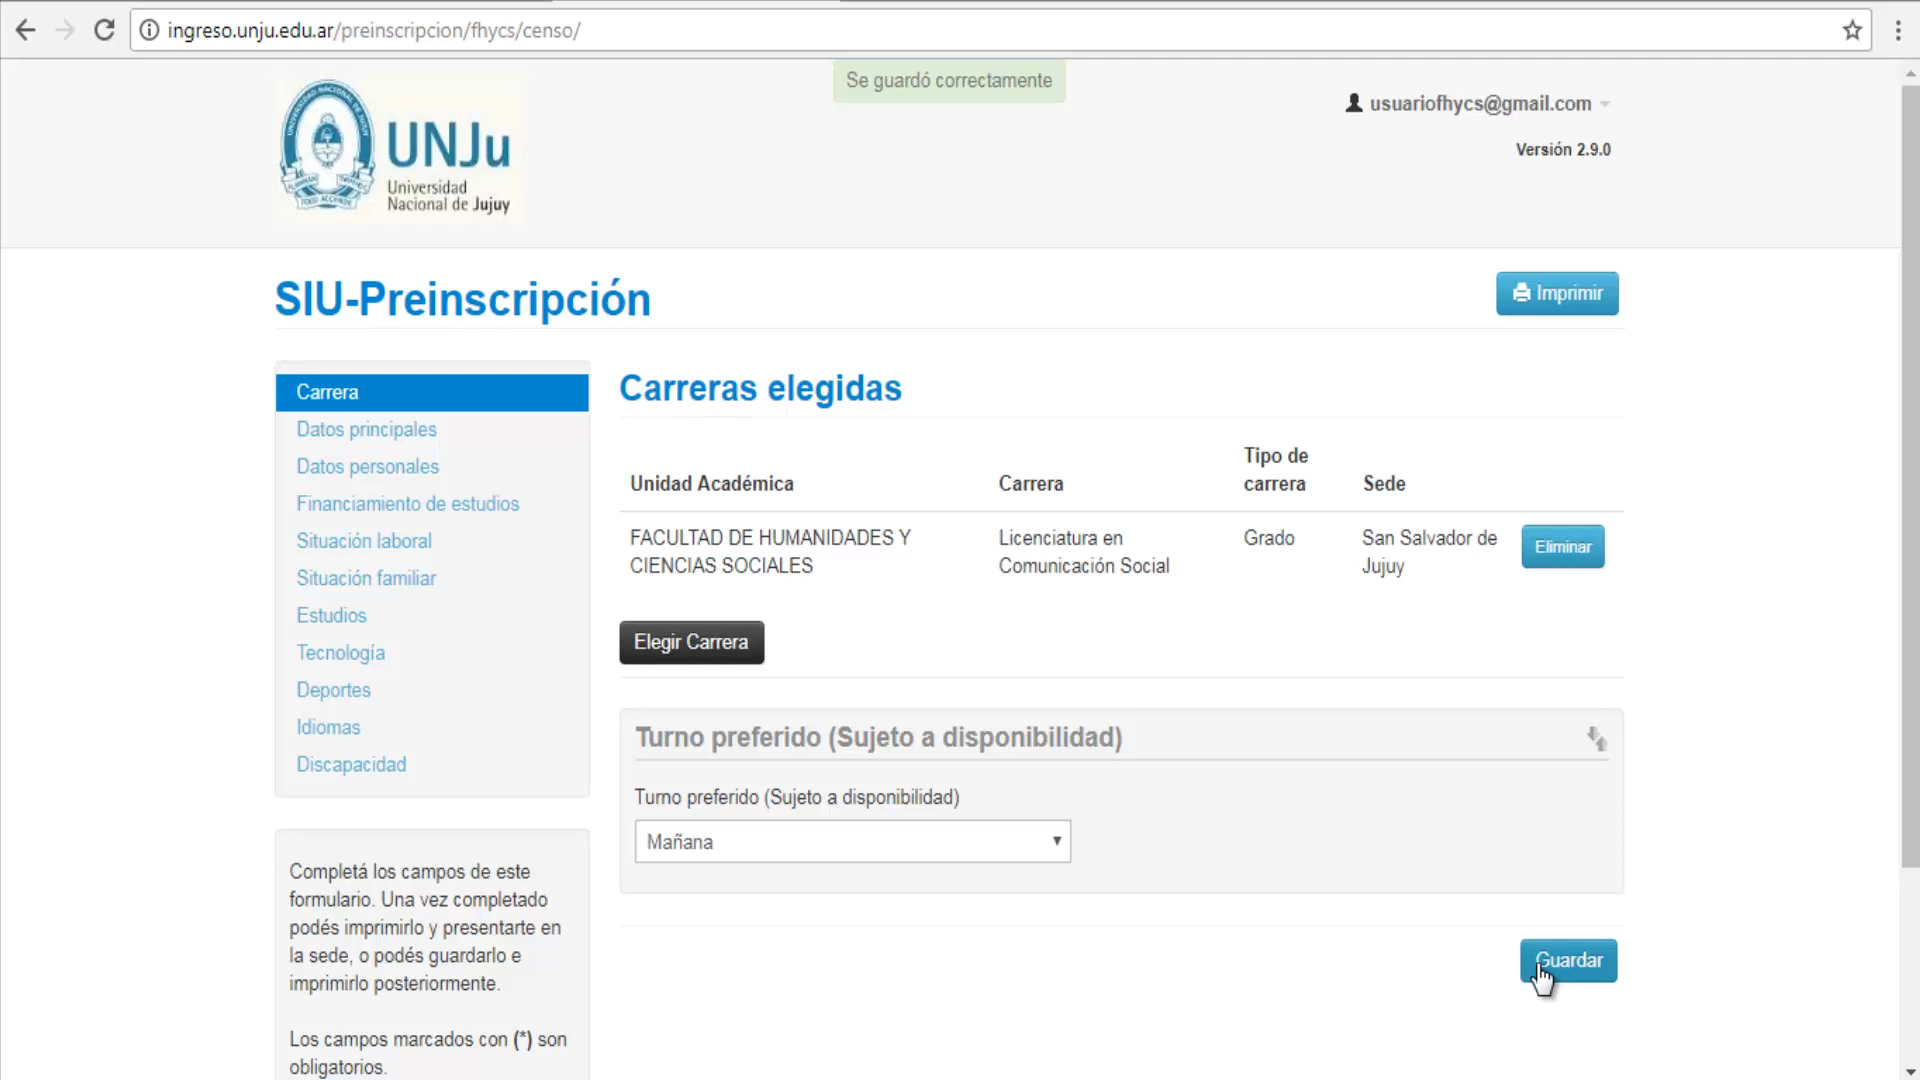 ingreso.unju.edu.ar/preinscripcion/fhycs/censo/
Se guardó correctamente
usuariofhycs@gmail.com
Versión 2.9.0
UNJu
Universidad
Nacional de Jujuy
SIU-Preinscripción
Imprimir
Carrera
Datos principales
Datos personales
Financiamiento de estudios
Situación laboral
Situación familiar
Estudios
Tecnología
Deportes
Idiomas
Discapacidad
Completá los campos de este
formulario. Una vez completado
podés imprimirlo y presentarte en
la sede, o podés guardarlo e
imprimirlo posteriormente.
Los campos marcados con (*) son
obligatorios.
Carreras elegidas
Unidad Académica Carrera Tipo de carrera Sede
FACULTAD DE HUMANIDADES Y Licenciatura en Grado San Salvador de Eliminar
CIENCIAS SOCIALES Comunicación Social Jujuy
Elegir Carrera
Turno preferido (Sujeto a disponibilidad)
Turno preferido (Sujeto a disponibilidad)
Mañana
Guardar